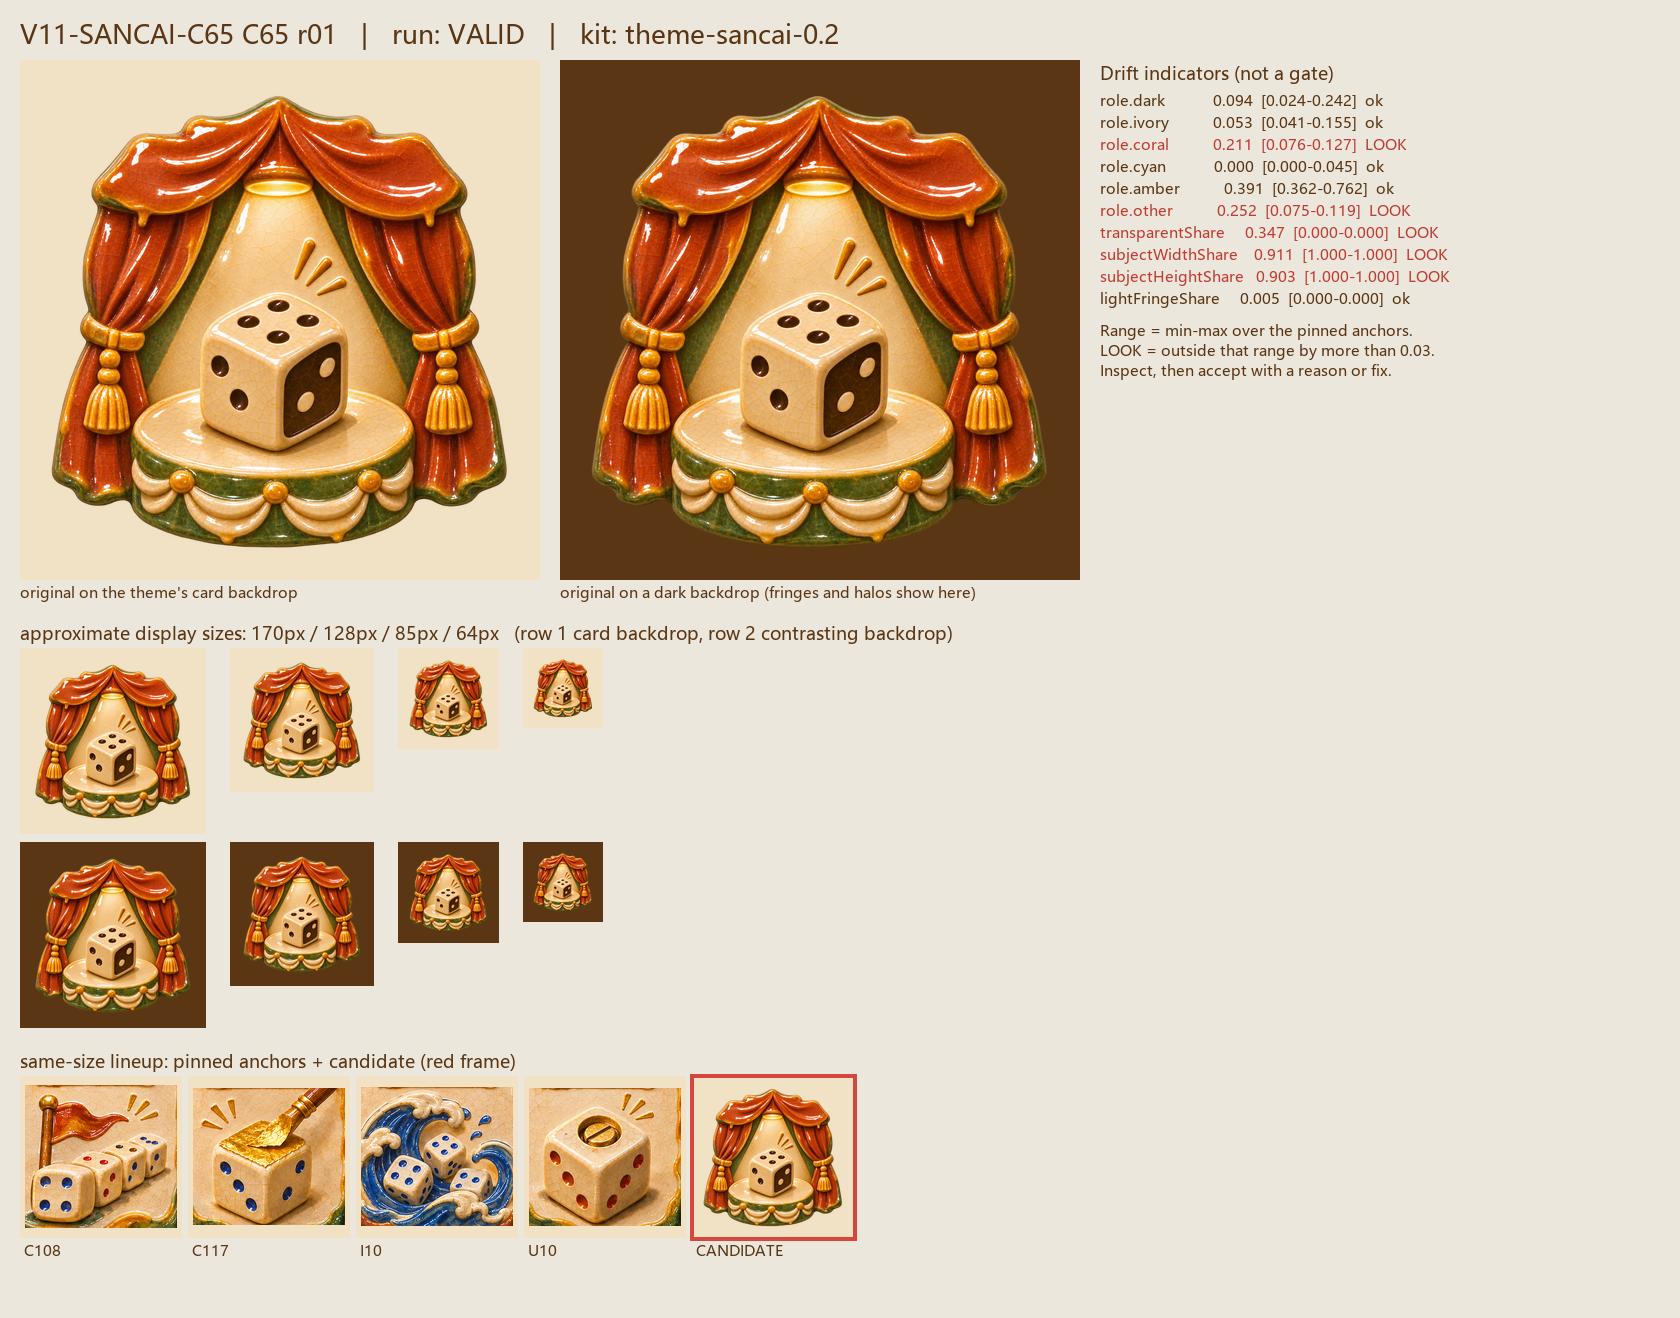 V11-SANCAI-C65 C65 r01 | run: VALID | kit: theme-sancai-0.2
Drift indicators (not a gate)
role.dark 0.094 [0.024-0.242] ok
role.ivory 0.053 [0.041-0.155] ok
role.coral 0.211 [0.076-0.127] LOOK
role.cyan 0.000 [0.000-0.045] ok
role.amber 0.391 [0.362-0.762] ok
role.other 0.252 [0.075-0.119] LOOK
transparentShare 0.347 [0.000-0.000] LOOK
subjectWidthShare 0.911 [1.000-1.000] LOOK
subjectHeightShare 0.903 [1.000-1.000] LOOK
lightFringeShare 0.005 [0.000-0.000] ok
Range = min-max over the pinned anchors.
LOOK = outside that range by more than 0.03.
Inspect, then accept with a reason or fix.
original on the theme's card backdrop
original on a dark backdrop (fringes and halos show here)
approximate display sizes: 170px / 128px / 85px / 64px (row 1 card backdrop, row 2 contrasting backdrop)
same-size lineup: pinned anchors + candidate (red frame)
C108
C117
I10
U10
CANDIDATE